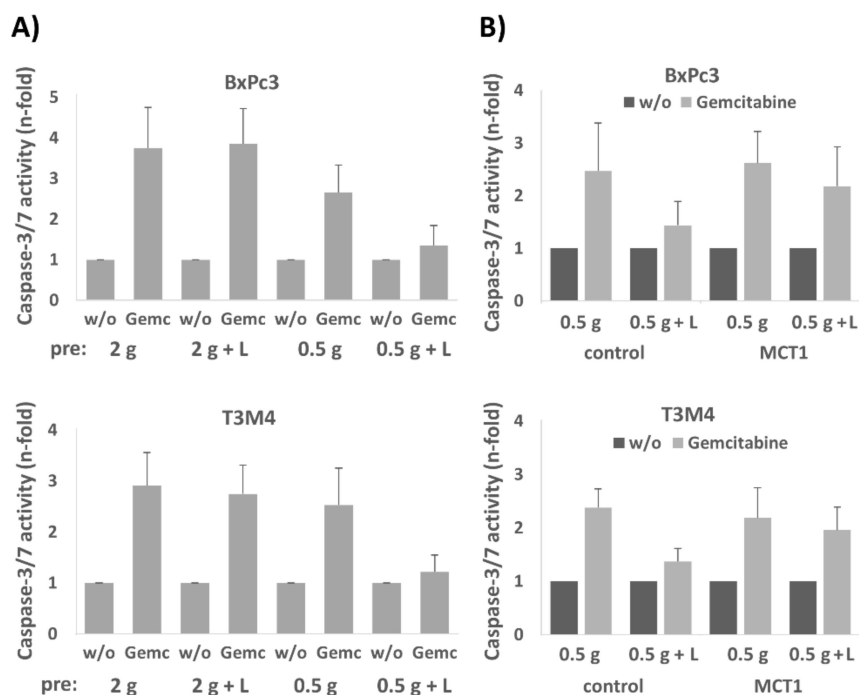 A)
BxPc3
Caspase-3/7 activity (n-fold)
5
4
3
2
1
0
w/o Gemc w/o Gemc w/o Gemc w/o Gemc
pre: 2 g 2 g + L 0.5 g 0.5 g + L
T3M4
Caspase-3/7 activity (n-fold)
4
3
2
1
0
w/o Gemc w/o Gemc w/o Gemc w/o Gemc
pre: 2 g 2 g + L 0.5 g 0.5 g + L
B)
BxPc3
w/o Gemcitabine
Caspase-3/7 activity (n-fold)
4
3
2
1
0
0.5 g 0.5 g + L 0.5 g 0.5 g + L
control MCT1
T3M4
w/o Gemcitabine
Caspase-3/7 activity (n-fold)
4
3
2
1
0
0.5 g 0.5 g + L 0.5 g 0.5 g + L
control MCT1